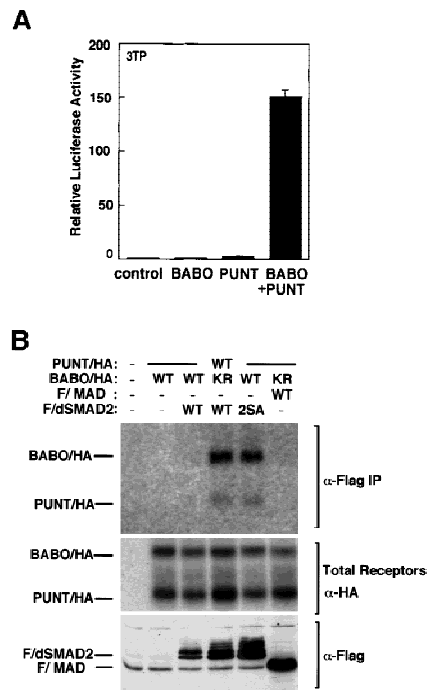 A
3TP
Relative Luciferase Activity
200
150
100
50
0
control BABO PUNT BABO +PUNT
B
PUNT/HA: - WT
BABO/HA: - WT WT KR WT KR
F/ MAD : - - - - - WT
F/dSMAD2: - - WT WT 2SA -
BABO/HA
PUNT/HA
α-Flag IP
BABO/HA
PUNT/HA
Total Receptors
α-HA
F/dSMAD2
F/ MAD
α-Flag